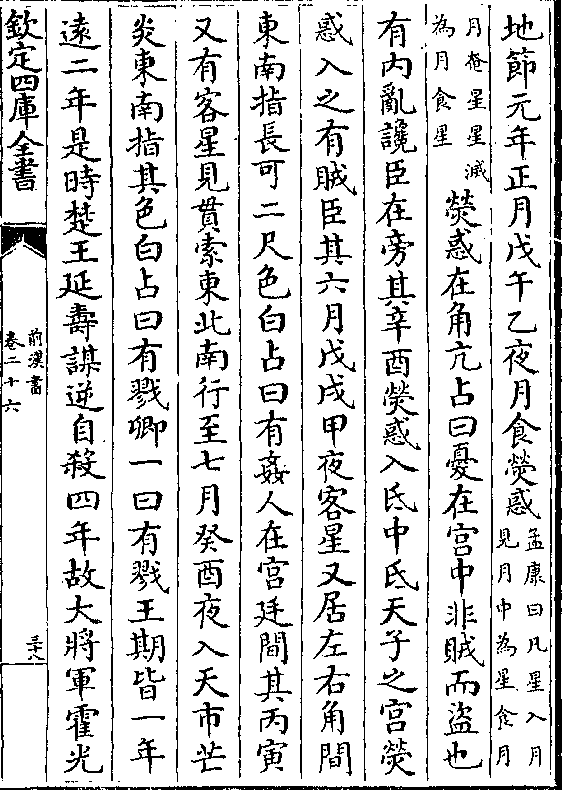 地節元年正月戊午乙夜月食熒惑孟康曰凡星入月見月中為星食月
月奄星星滅為月食星熒惑在角亢占曰憂在宫中非賊而盜也
有内亂讒臣在旁其辛酉熒惑入氐中氐天子之宫熒
惑入之有賊臣其六月戊戌甲夜客星又居左右角間
東南指長可二尺色白占曰有姦人在宫廷間其丙寅
又有客星見貫索東北南行至七月癸酉夜入天市芒
炎東南指其色白占曰有戮卿一曰有戮王期皆一年
遠二年是時楚王延壽謀逆自殺四年故大將軍霍光
欽定四庫全書
前漢書
卷二十六
三十八